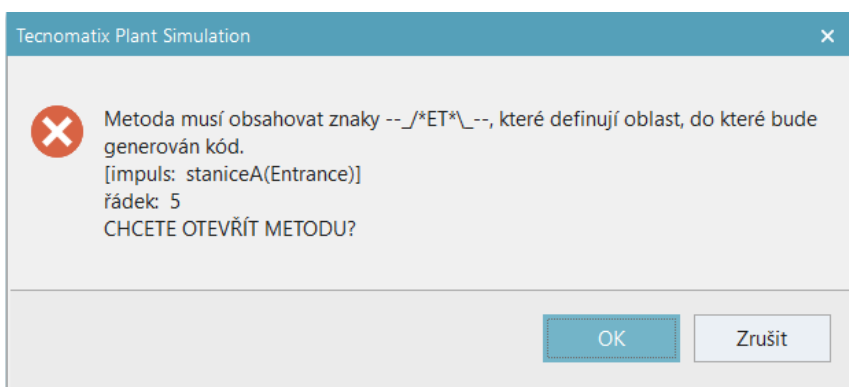 Tecnomatix Plant Simulation
Metoda musí obsahovat znaky --_/*ET*\_--, které definují oblast, do které bude
generován kód.
[impuls: staniceA(Entrance)]
řádek: 5
CHCETE OTEVŘÍT METODU?
OK
Zrušit